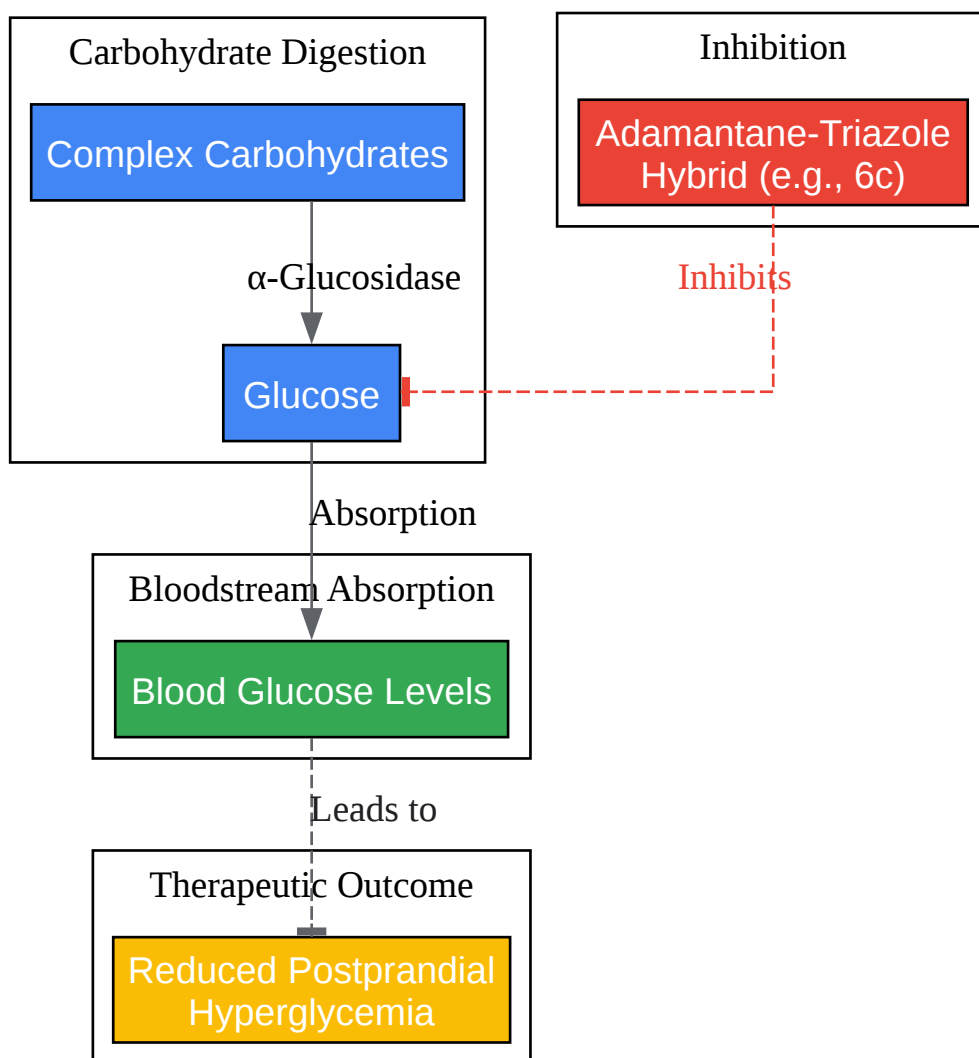 Carbohydrate Digestion
Complex Carbohydrates
α-Glucosidase
Glucose
Inhibition
Adamantane-Triazole
Hybrid (e.g., 6c)
Inhibits
Absorption
Bloodstream Absorption
Blood Glucose Levels
Leads to
Therapeutic Outcome
Reduced Postprandial
Hyperglycemia